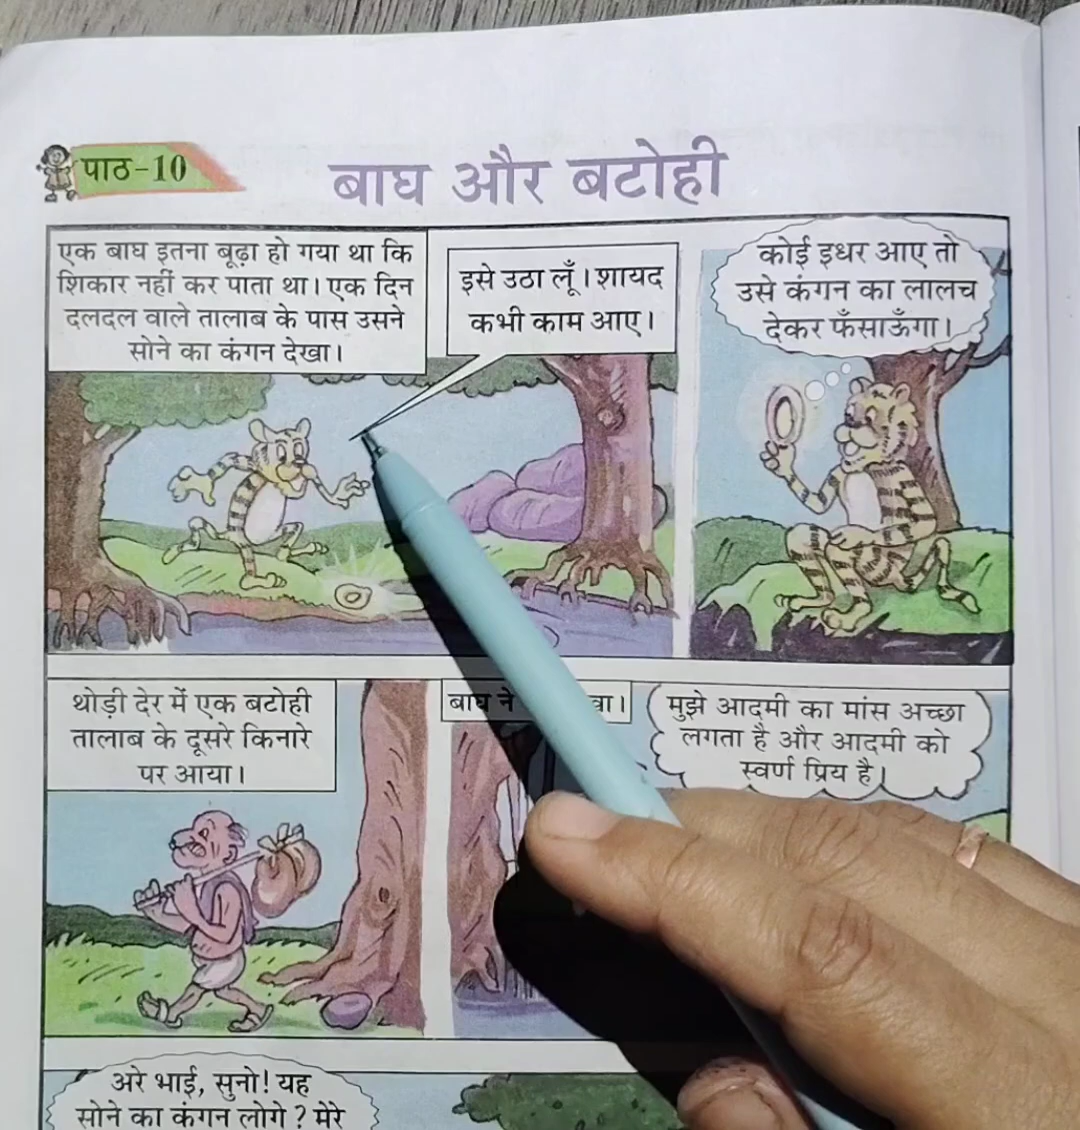 पाठ-10
बाघ और बटोही
एक बाघ इतना बूढ़ा हो गया था कि
शिकार नहीं कर पाता था। एक दिन
दलदल वाले तालाब के पास उसने
सोने का कंगन देखा।
इसे उठा लूँ। शायद
कभी काम आए।
कोई इधर आए तो
उसे कंगन का लालच
देकर फँसाऊँगा।
थोड़ी देर में एक बटोही
तालाब के दूसरे किनारे
पर आया।
बाघ ने
मुझे आदमी का मांस अच्छा
लगता है और आदमी को
स्वर्ण प्रिय है।
अरे भाई, सुनो! यह
सोने का कंगन लोगे ? मेरे